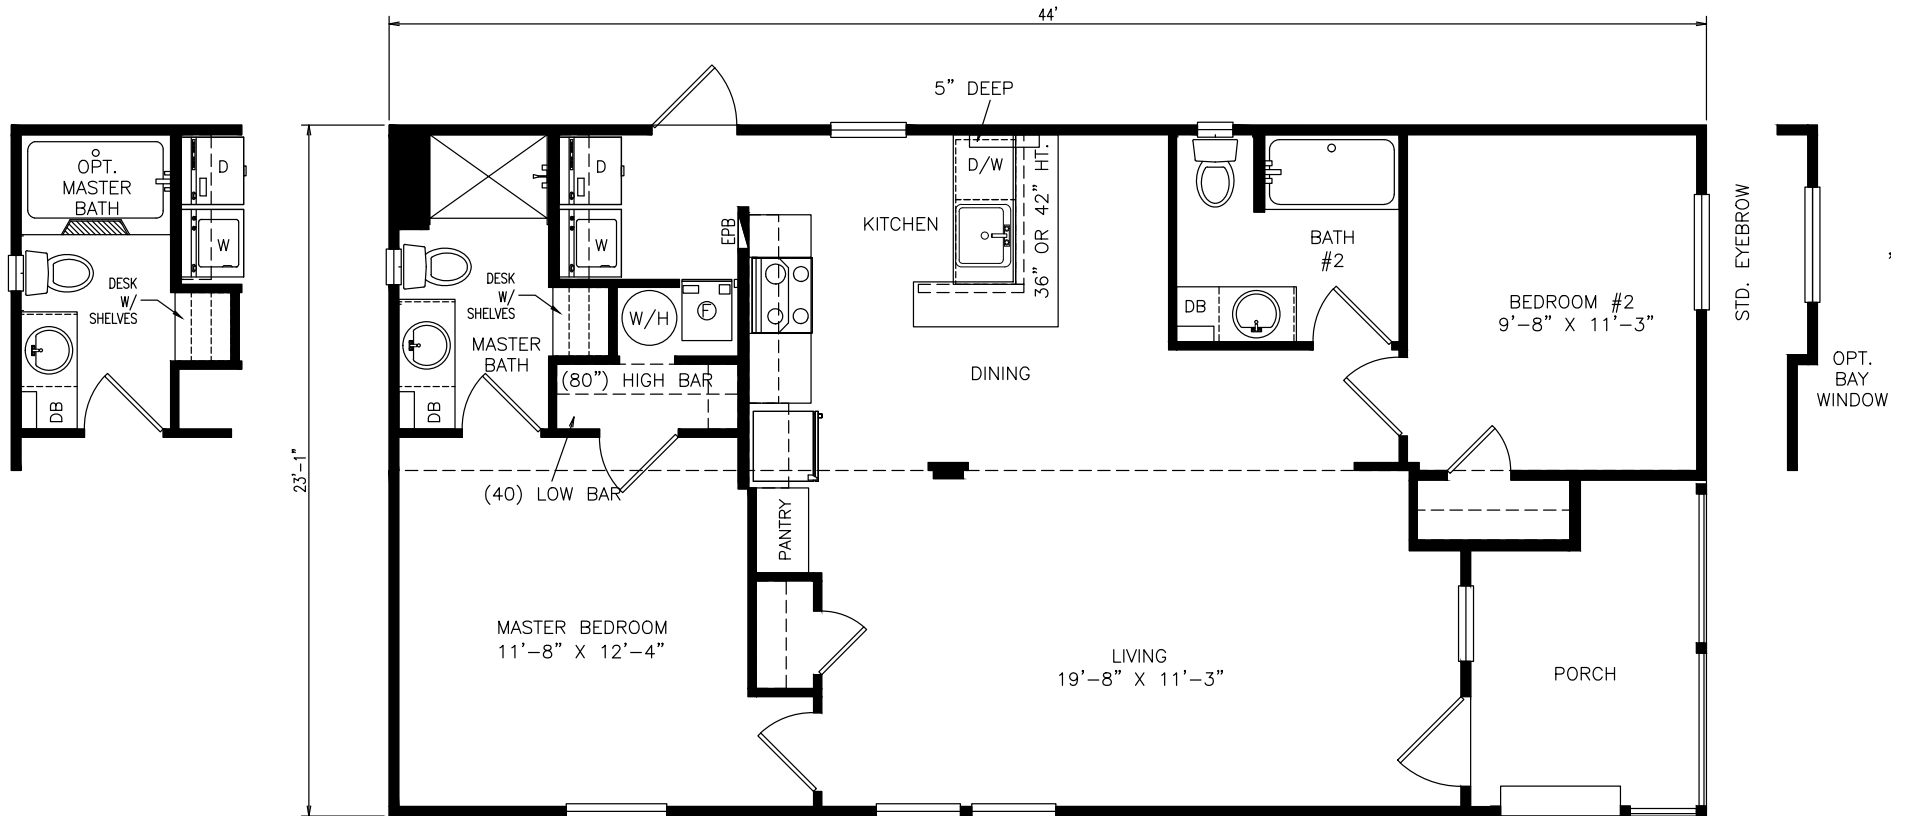 44'
5" DEEP
OPT.
MASTER
BATH
D
W
DESK
W/
SHELVES
DB
D
W
DESK
W/
SHELVES
MASTER
BATH
DB
W/H
F
EPB
(80") HIGH BAR
(40) LOW BAR
KITCHEN
D/W
36" OR 42" HT.
DINING
BATH
#2
DB
BEDROOM #2
9'-8" X 11'-3"
STD. EYEBROW
OPT.
BAY
WINDOW
23'-1"
PANTRY
MASTER BEDROOM
11'-8" X 12'-4"
LIVING
19'-8" X 11'-3"
PORCH